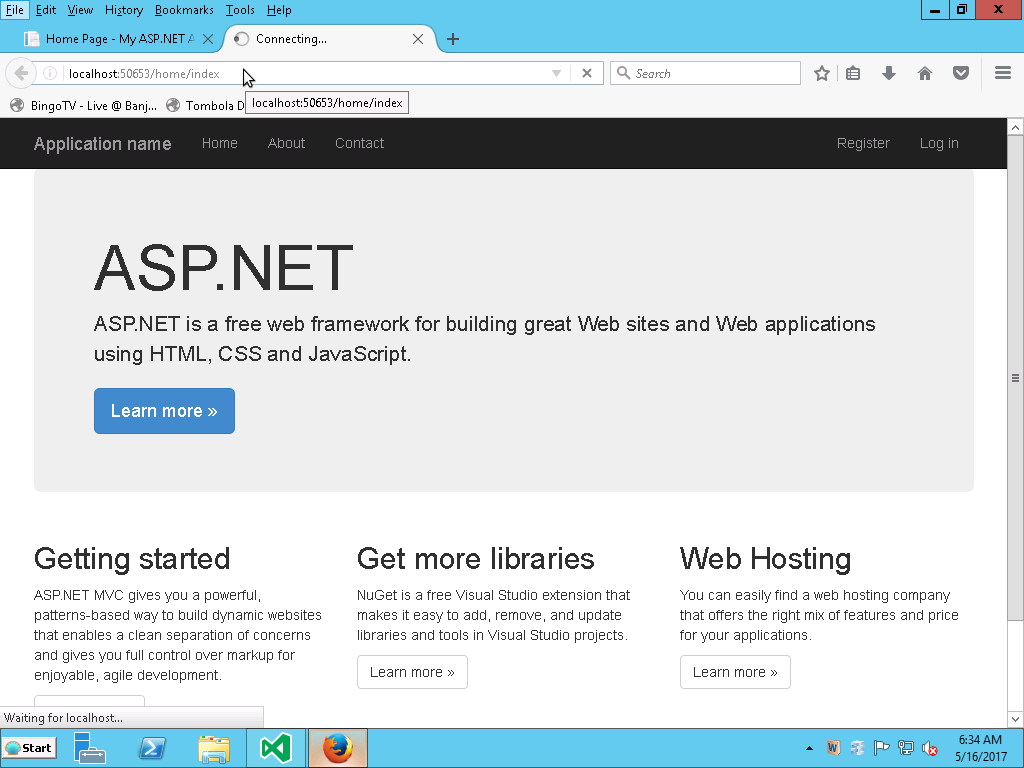 File Edit View History Bookmarks Tools Help
Home Page - My ASP.NET A
Connecting...
localhost:50653/home/index
Search
BingoTV - Live @ Banj...
Tombola D
localhost:50653/home/index
Application name Home About Contact Register Log in
ASP.NET
ASP.NET is a free web framework for building great Web sites and Web applications
using HTML, CSS and JavaScript.
Learn more »
Getting started
ASP.NET MVC gives you a powerful,
patterns-based way to build dynamic websites
that enables a clean separation of concerns
and gives you full control over markup for
enjoyable, agile development.
Get more libraries
NuGet is a free Visual Studio extension that
makes it easy to add, remove, and update
libraries and tools in Visual Studio projects.
Learn more »
Web Hosting
You can easily find a web hosting company
that offers the right mix of features and price
for your applications.
Learn more »
Waiting for localhost...
Start
6:34 AM
5/16/2017